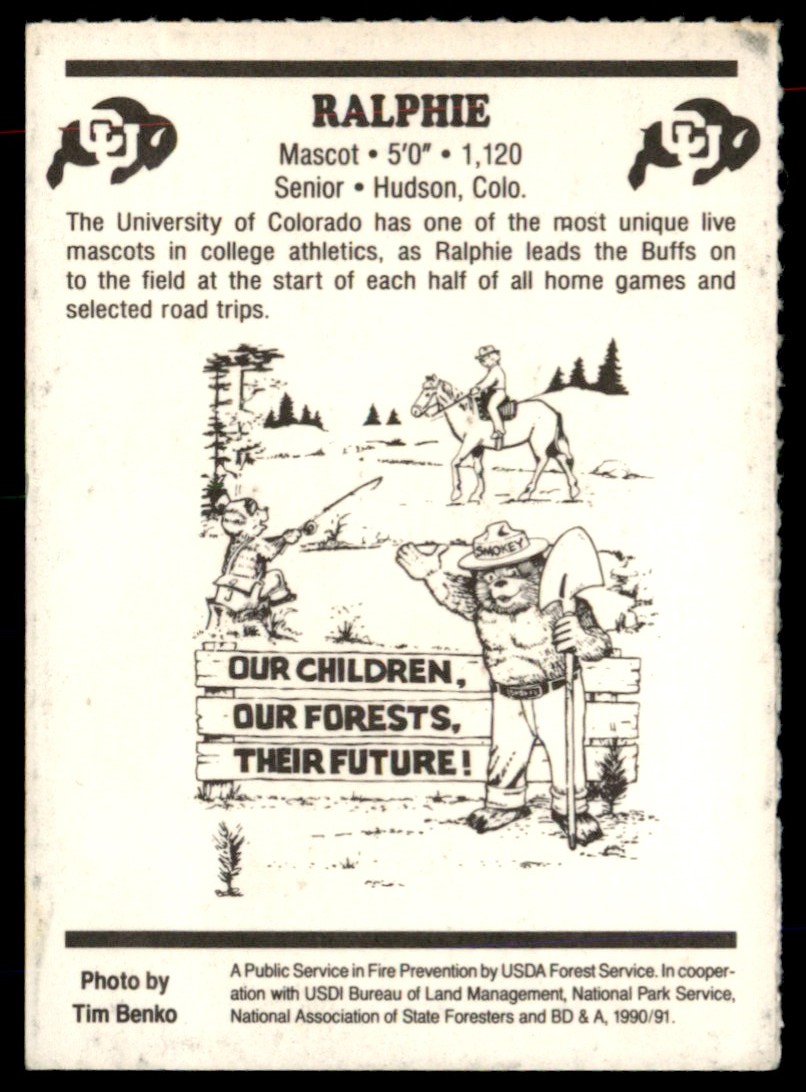 RALPHIE
CU
CU
Mascot • 5'0" • 1,120
Senior • Hudson, Colo.
The University of Colorado has one of the most unique live
mascots in college athletics, as Ralphie leads the Buffs on
to the field at the start of each half of all home games and
selected road trips.
SMOKEY
OUR CHILDREN,
OUR FORESTS,
THEIR FUTURE!
Photo by
Tim Benko
A Public Service in Fire Prevention by USDA Forest Service. In cooper-
ation with USDI Bureau of Land Management, National Park Service,
National Association of State Foresters and BD & A, 1990/91.